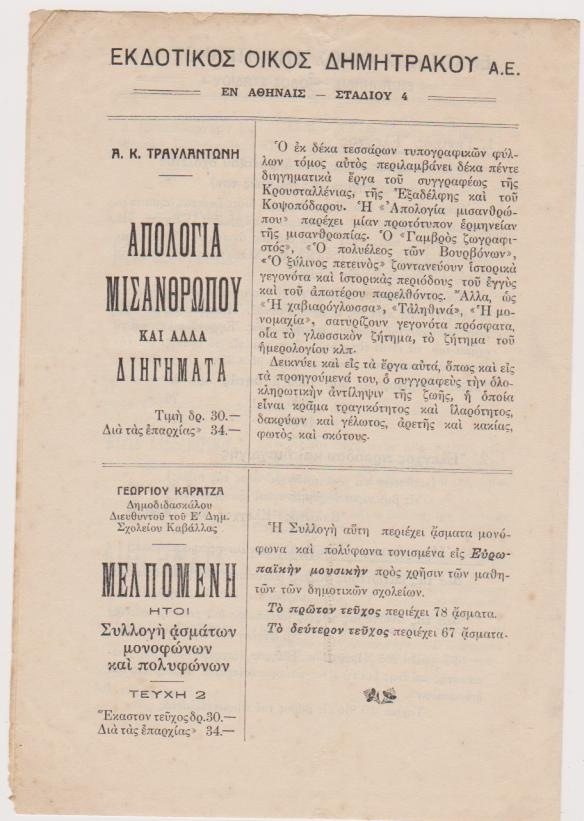 ΕΚΔΟΤΙΚΟΣ ΟΙΚΟΣ ΔΗΜΗΤΡΑΚΟΥ Α.Ε.
ΕΝ ΑΘΗΝΑΙΣ — ΣΤΑΔΙΟΥ 4
Α. Κ. ΤΡΑΥΛΑΝΤΩΝΗ
ΑΠΟΛΟΓΙΑ
ΜΙΣΑΝΘΡΩΠΟΥ
ΚΑΙ ΑΛΛΑ
ΔΙΗΓΗΜΑΤΑ
Τιμὴ δρ. 30.—
Διὰ τὰς ἐπαρχίας» 34.—
Ὁ ἐκ δέκα τεσσάρων τυπογραφικῶν φύλ-
λων τόμος αὐτὸς περιλαμβάνει δέκα πέντε
διηγηματικὰ ἔργα τοῦ συγγραφέως τῆς
Κρουσταλλένιας, τῆς Ἐξαδέλφης καὶ τοῦ
Κοψοπόδαρου. Ἡ «Ἀπολογία μισανθρώ-
που» παρέχει μίαν πρωτότυπον ἑρμηνείαν
τῆς μισανθρωπίας. Ὁ «Γαμβρὸς ζωγραφι-
στός», «Ὁ πολυέλεος τῶν Βουρβόνων»,
«Ὁ ξύλινος πετεινὸς» ζωντανεύουν ἱστορικὰ
γεγονότα καὶ ἱστορικὰς περιόδους τοῦ ἐγγὺς
καὶ τοῦ ἀπωτέρου παρελθόντος. Ἄλλα, ὡς
«Ἡ χαβιαρόγλωσσα», «Τἀληθινά», «Ἡ μο-
νομαχία», σατυρίζουν γεγονότα πρόσφατα,
οἷα τὸ γλωσσικὸν ζήτημα, τὸ ζήτημα τοῦ
ἡμερολογίου κλπ.
Δεικνύει καὶ εἰς τὰ ἔργα αὐτά, ὅπως καὶ εἰς
τὰ προηγούμενά του, ὁ συγγραφεὺς τὴν ὁλο-
κληρωτικὴν ἀντίληψιν τῆς ζωῆς, ἡ ὁποία
εἶναι κρᾶμα τραγικότητος καὶ ἱλαρότητος,
δακρύων καὶ γέλωτος, ἀρετῆς καὶ κακίας,
φωτὸς καὶ σκότους.
ΓΕΩΡΓΙΟΥ ΚΑΡΑΤΖΑ
Δημοδιδασκάλου
Διευθυντοῦ τοῦ Ε΄ Δημ.
Σχολείου Καβάλλας
ΜΕΛΠΟΜΕΝΗ
ΗΤΟΙ
Συλλογὴ ᾀσμάτων
μονοφώνων
καὶ πολυφώνων
ΤΕΥΧΗ 2
Ἕκαστον τεῦχος δρ. 30.—
Διὰ τὰς ἐπαρχίας» 34.—
Ἡ Συλλογὴ αὕτη περιέχει ᾄσματα μονό-
φωνα καὶ πολύφωνα τονισμένα εἰς Εὐρω-
παϊκὴν μουσικὴν πρὸς χρῆσιν τῶν μαθη-
τῶν τῶν δημοτικῶν σχολείων.
Τὸ πρῶτον τεῦχος περιέχει 78 ᾄσματα.
Τὸ δεύτερον τεῦχος περιέχει 67 ᾄσματα.